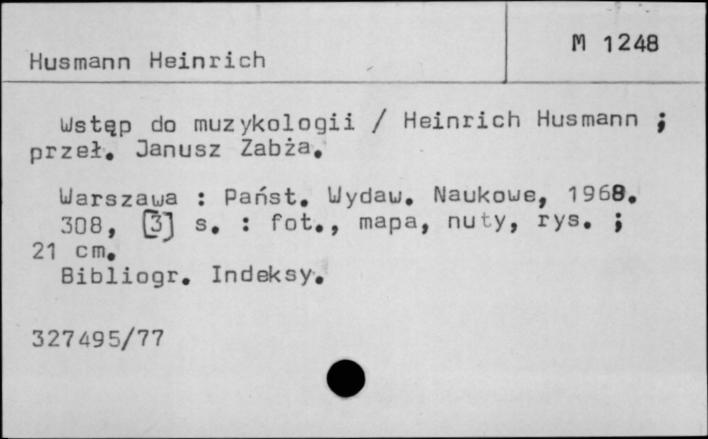 M 1248
Husmann Heinrich
Wstęp do muzykologii / Heinrich Husmann ;
przeł. Janusz Zabża.
Warszawa : Państ. Wydaw. Naukowe, 1968.
308, [3] s. : fot., mapa, nuty, rys. ;
21 cm.
Bibliogr. Indeksy.
327495/77